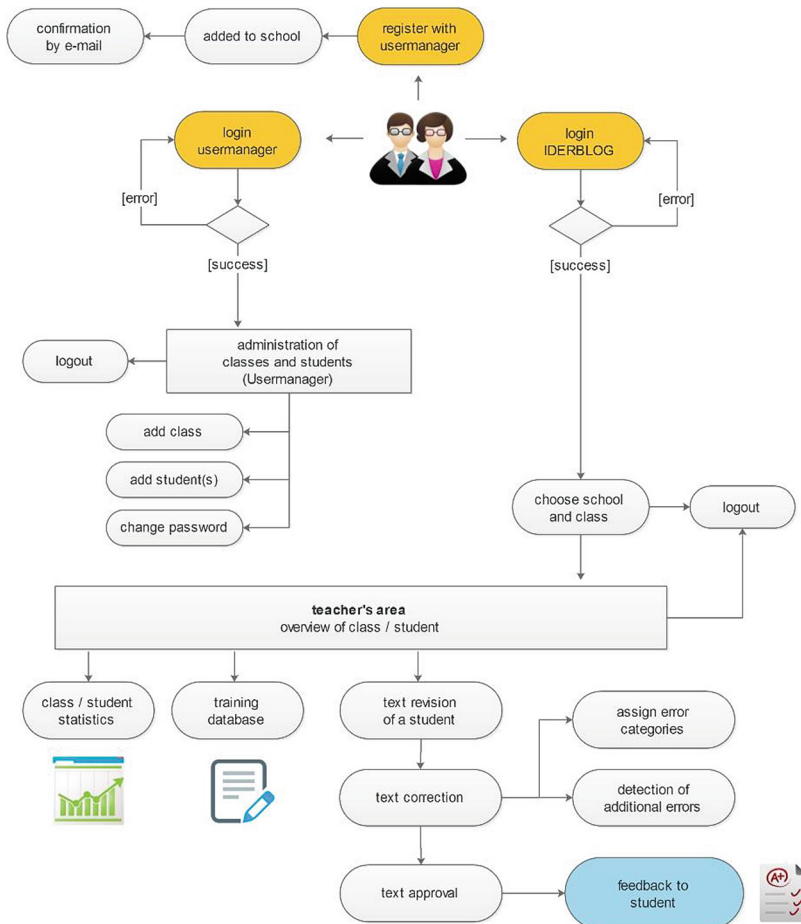 confirmation
by e-mail
added to school
register with
usermanager
login
usermanager
login
IDERBLOG
[error]
[error]
[success]
[success]
logout
administration of
classes and students
(Usermanager)
add class
add student(s)
change password
choose school
and class
logout
teacher's area
overview of class / student
class / student
statistics
training
database
text revision
of a student
assign error
categories
text correction
detection of
additional errors
text approval
feedback to
student
A+